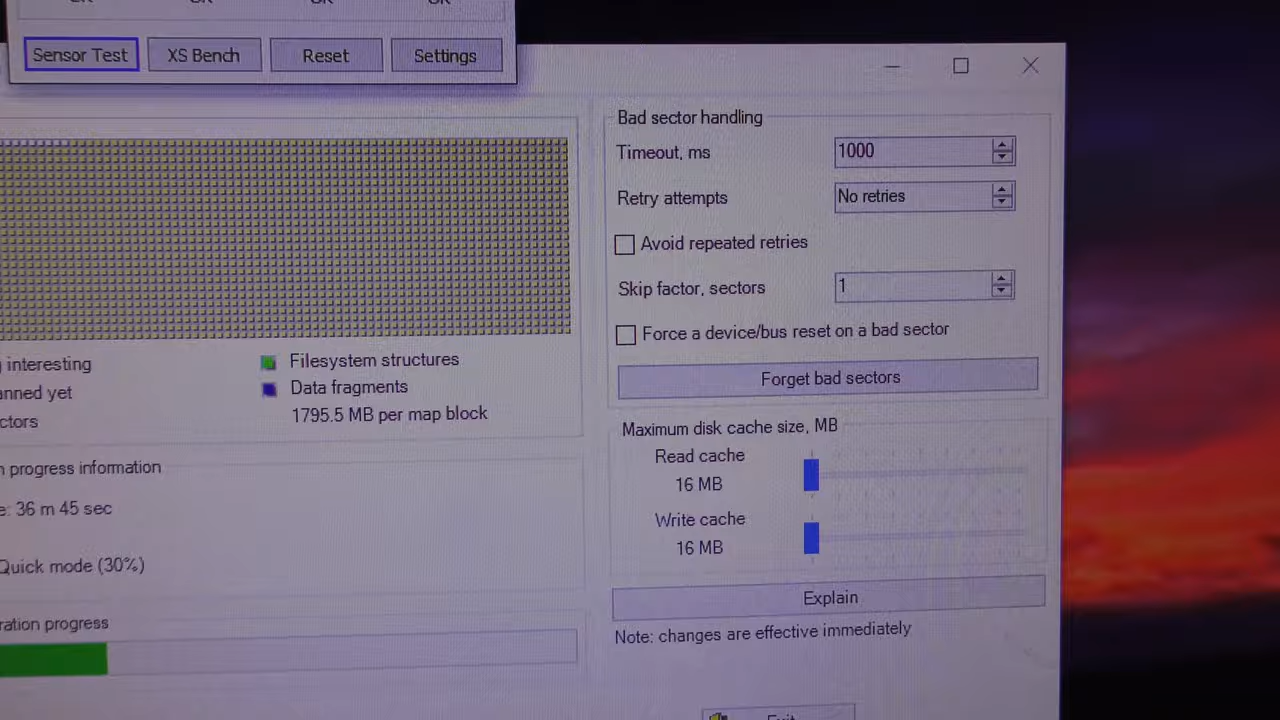 Sensor Test XS Bench Reset Settings
Bad sector handling
Timeout, ms 1000
Retry attempts No retries
Avoid repeated retries
Skip factor, sectors 1
Force a device/bus reset on a bad sector
Forget bad sectors
interesting Filesystem structures
yet Data fragments
1795.5 MB per map block
Maximum disk cache size, MB
Read cache
16 MB
Write cache
16 MB
Explain
Note: changes are effective immediately
progress information
36 m 45 sec
Quick mode (30%)
progress
Exit